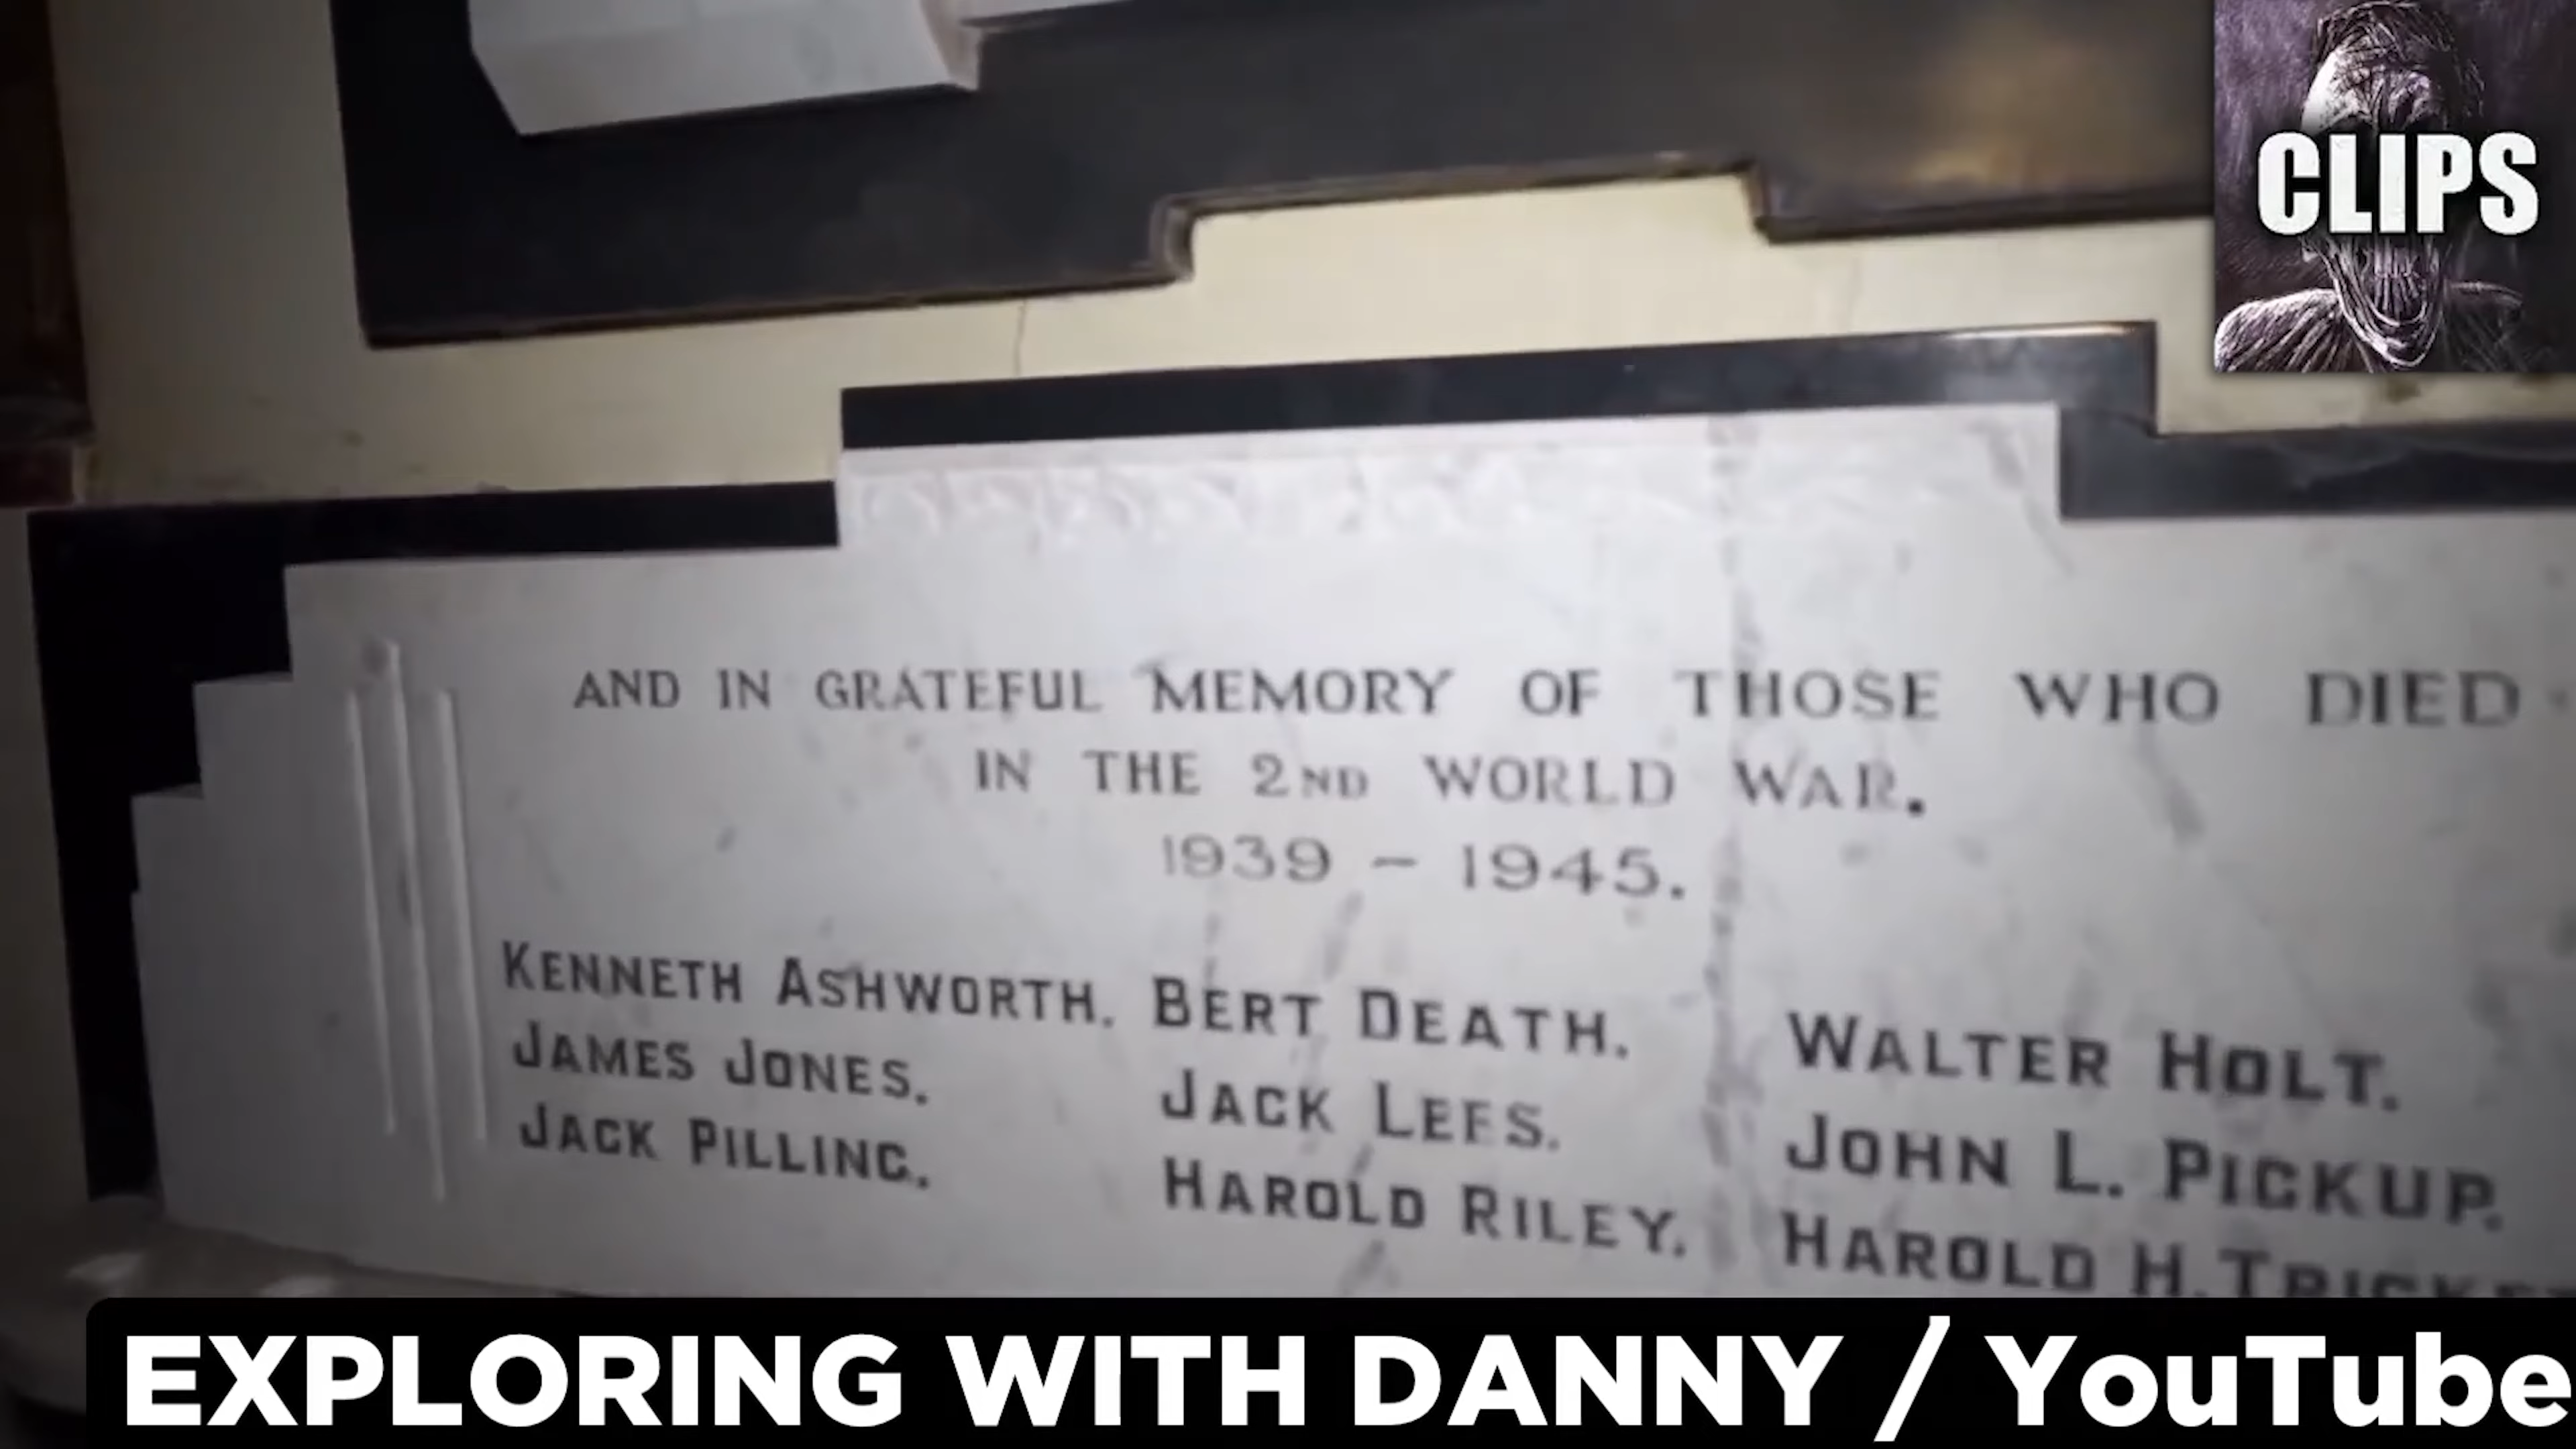 CLIPS
AND IN GRATEFUL MEMORY OF THOSE WHO DIED
IN THE 2ND WORLD WAR.
1939 – 1945.
KENNETH ASHWORTH. BERT DEATH. WALTER HOLT.
JAMES JONES. JACK LEES. JOHN L. PICKUP.
JACK PILLING. HAROLD RILEY. HAROLD H.
EXPLORING WITH DANNY / YouTube